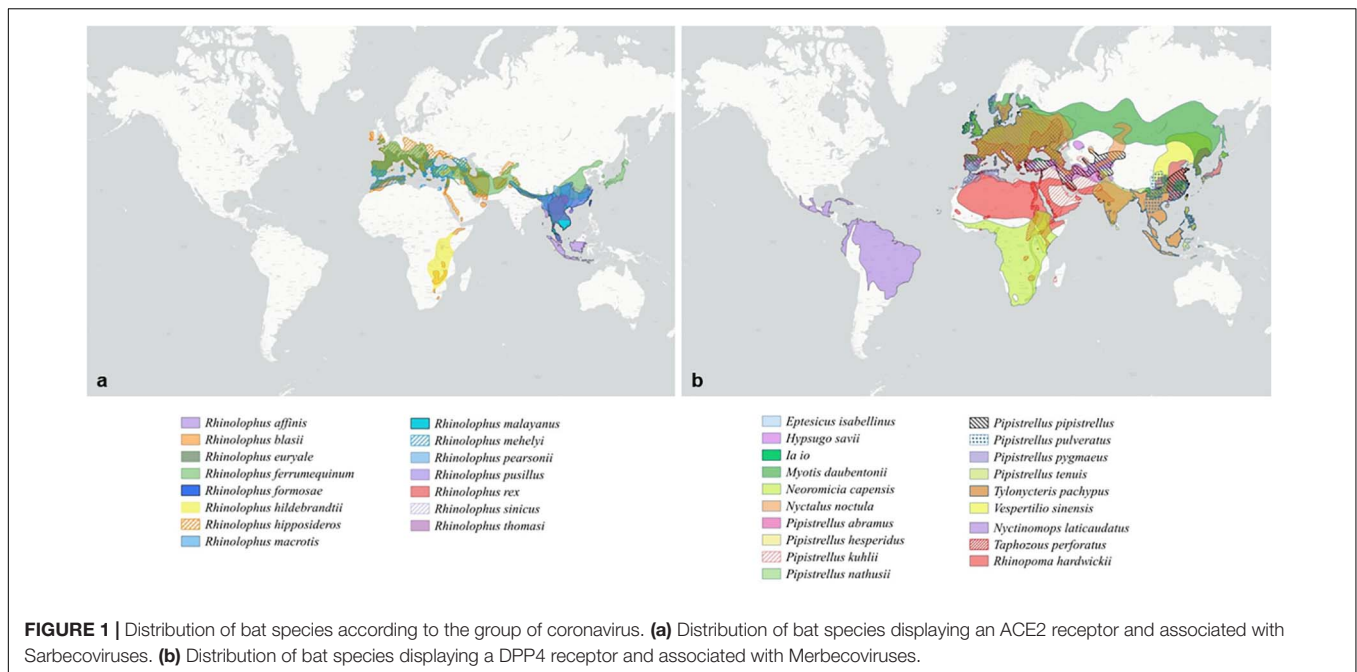 a
b
Rhinolophus affinis
Rhinolophus blasii
Rhinolophus euryale
Rhinolophus ferrumequinum
Rhinolophus formosae
Rhinolophus hildebrandtii
Rhinolophus hipposideros
Rhinolophus macrotis
Rhinolophus malayanus
Rhinolophus mehelyi
Rhinolophus pearsonii
Rhinolophus pusillus
Rhinolophus rex
Rhinolophus sinicus
Rhinolophus thomasi
Eptesicus isabellinus
Hypsugo savii
Ia io
Myotis daubentonii
Neoromicia capensis
Nyctalus noctula
Pipistrellus abramus
Pipistrellus hesperidus
Pipistrellus kuhlii
Pipistrellus nathusii
Pipistrellus pipistrellus
Pipistrellus pulveratus
Pipistrellus pygmaeus
Pipistrellus tenuis
Tylonycteris pachypus
Vespertilio sinensis
Nyctinomops laticaudatus
Taphozous perforatus
Rhinopoma hardwickii
FIGURE 1 | Distribution of bat species according to the group of coronavirus. (a) Distribution of bat species displaying an ACE2 receptor and associated with
Sarbecoviruses. (b) Distribution of bat species displaying a DPP4 receptor and associated with Merbecoviruses.